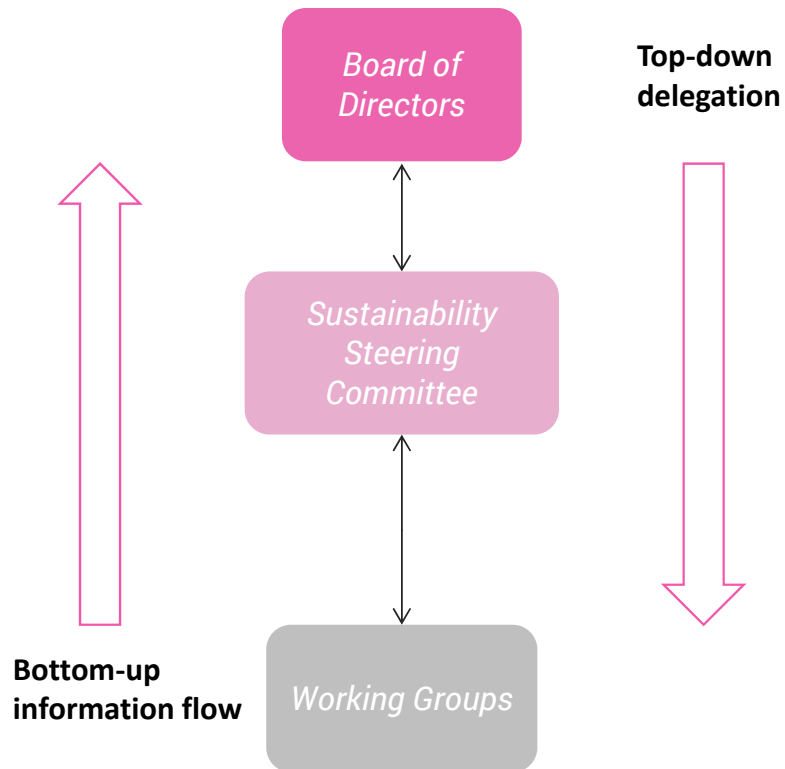 Board of
Directors
Top-down
delegation
Sustainability
Steering
Committee
Bottom-up
information flow
Working Groups